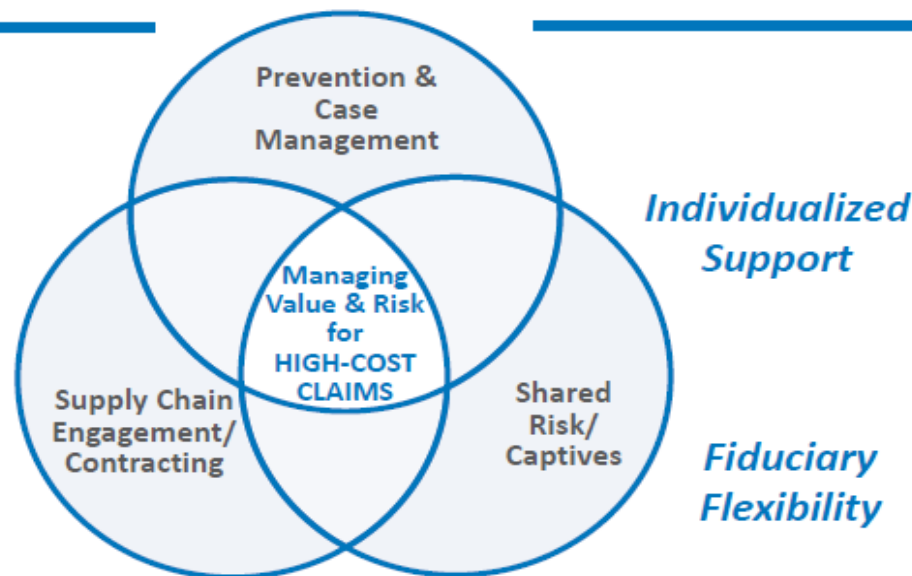 Prevention &
Case
Management
Individualized
Support
Managing
Value & Risk
for
HIGH-COST
CLAIMS
Supply Chain
Engagement/
Contracting
Shared
Risk/
Captives
Fiduciary
Flexibility